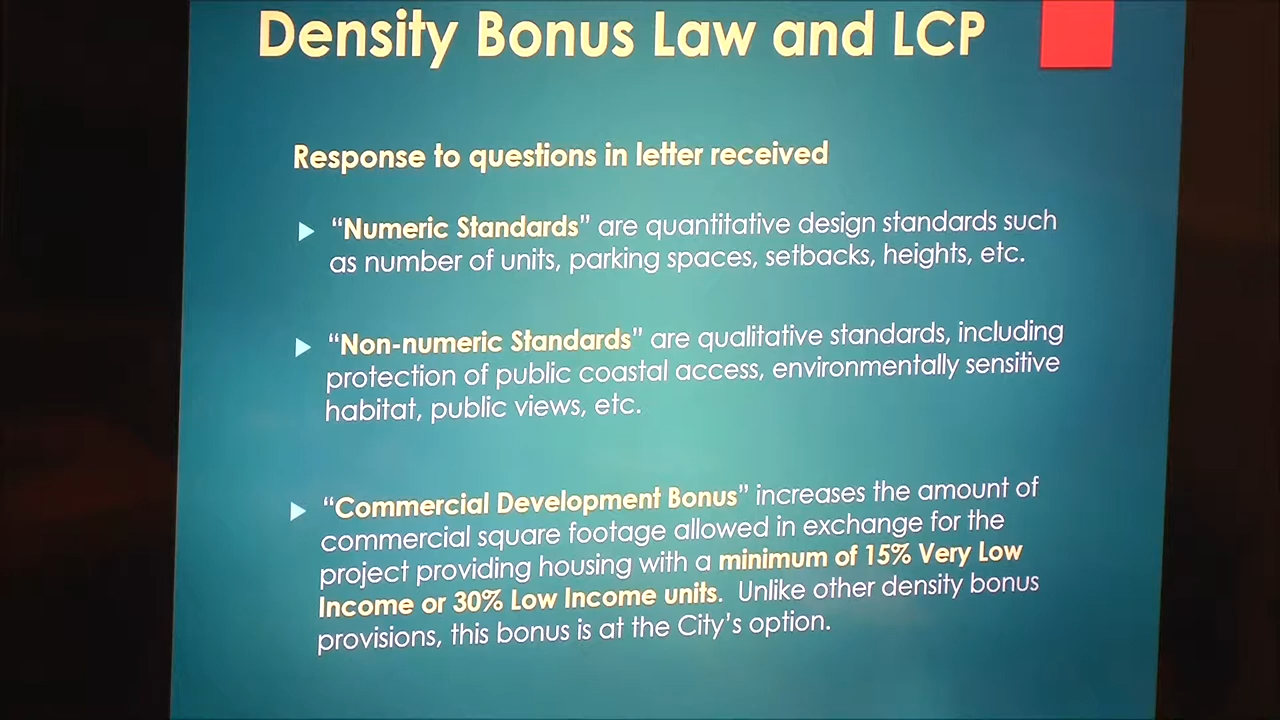 Density Bonus Law and LCP
Response to questions in letter received
“Numeric Standards” are quantitative design standards such
as number of units, parking spaces, setbacks, heights, etc.
“Non-numeric Standards” are qualitative standards, including
protection of public coastal access, environmentally sensitive
habitat, public views, etc.
“Commercial Development Bonus” increases the amount of
commercial square footage allowed in exchange for the
project providing housing with a minimum of 15% Very Low
Income or 30% Low Income units.  Unlike other density bonus
provisions, this bonus is at the City’s option.